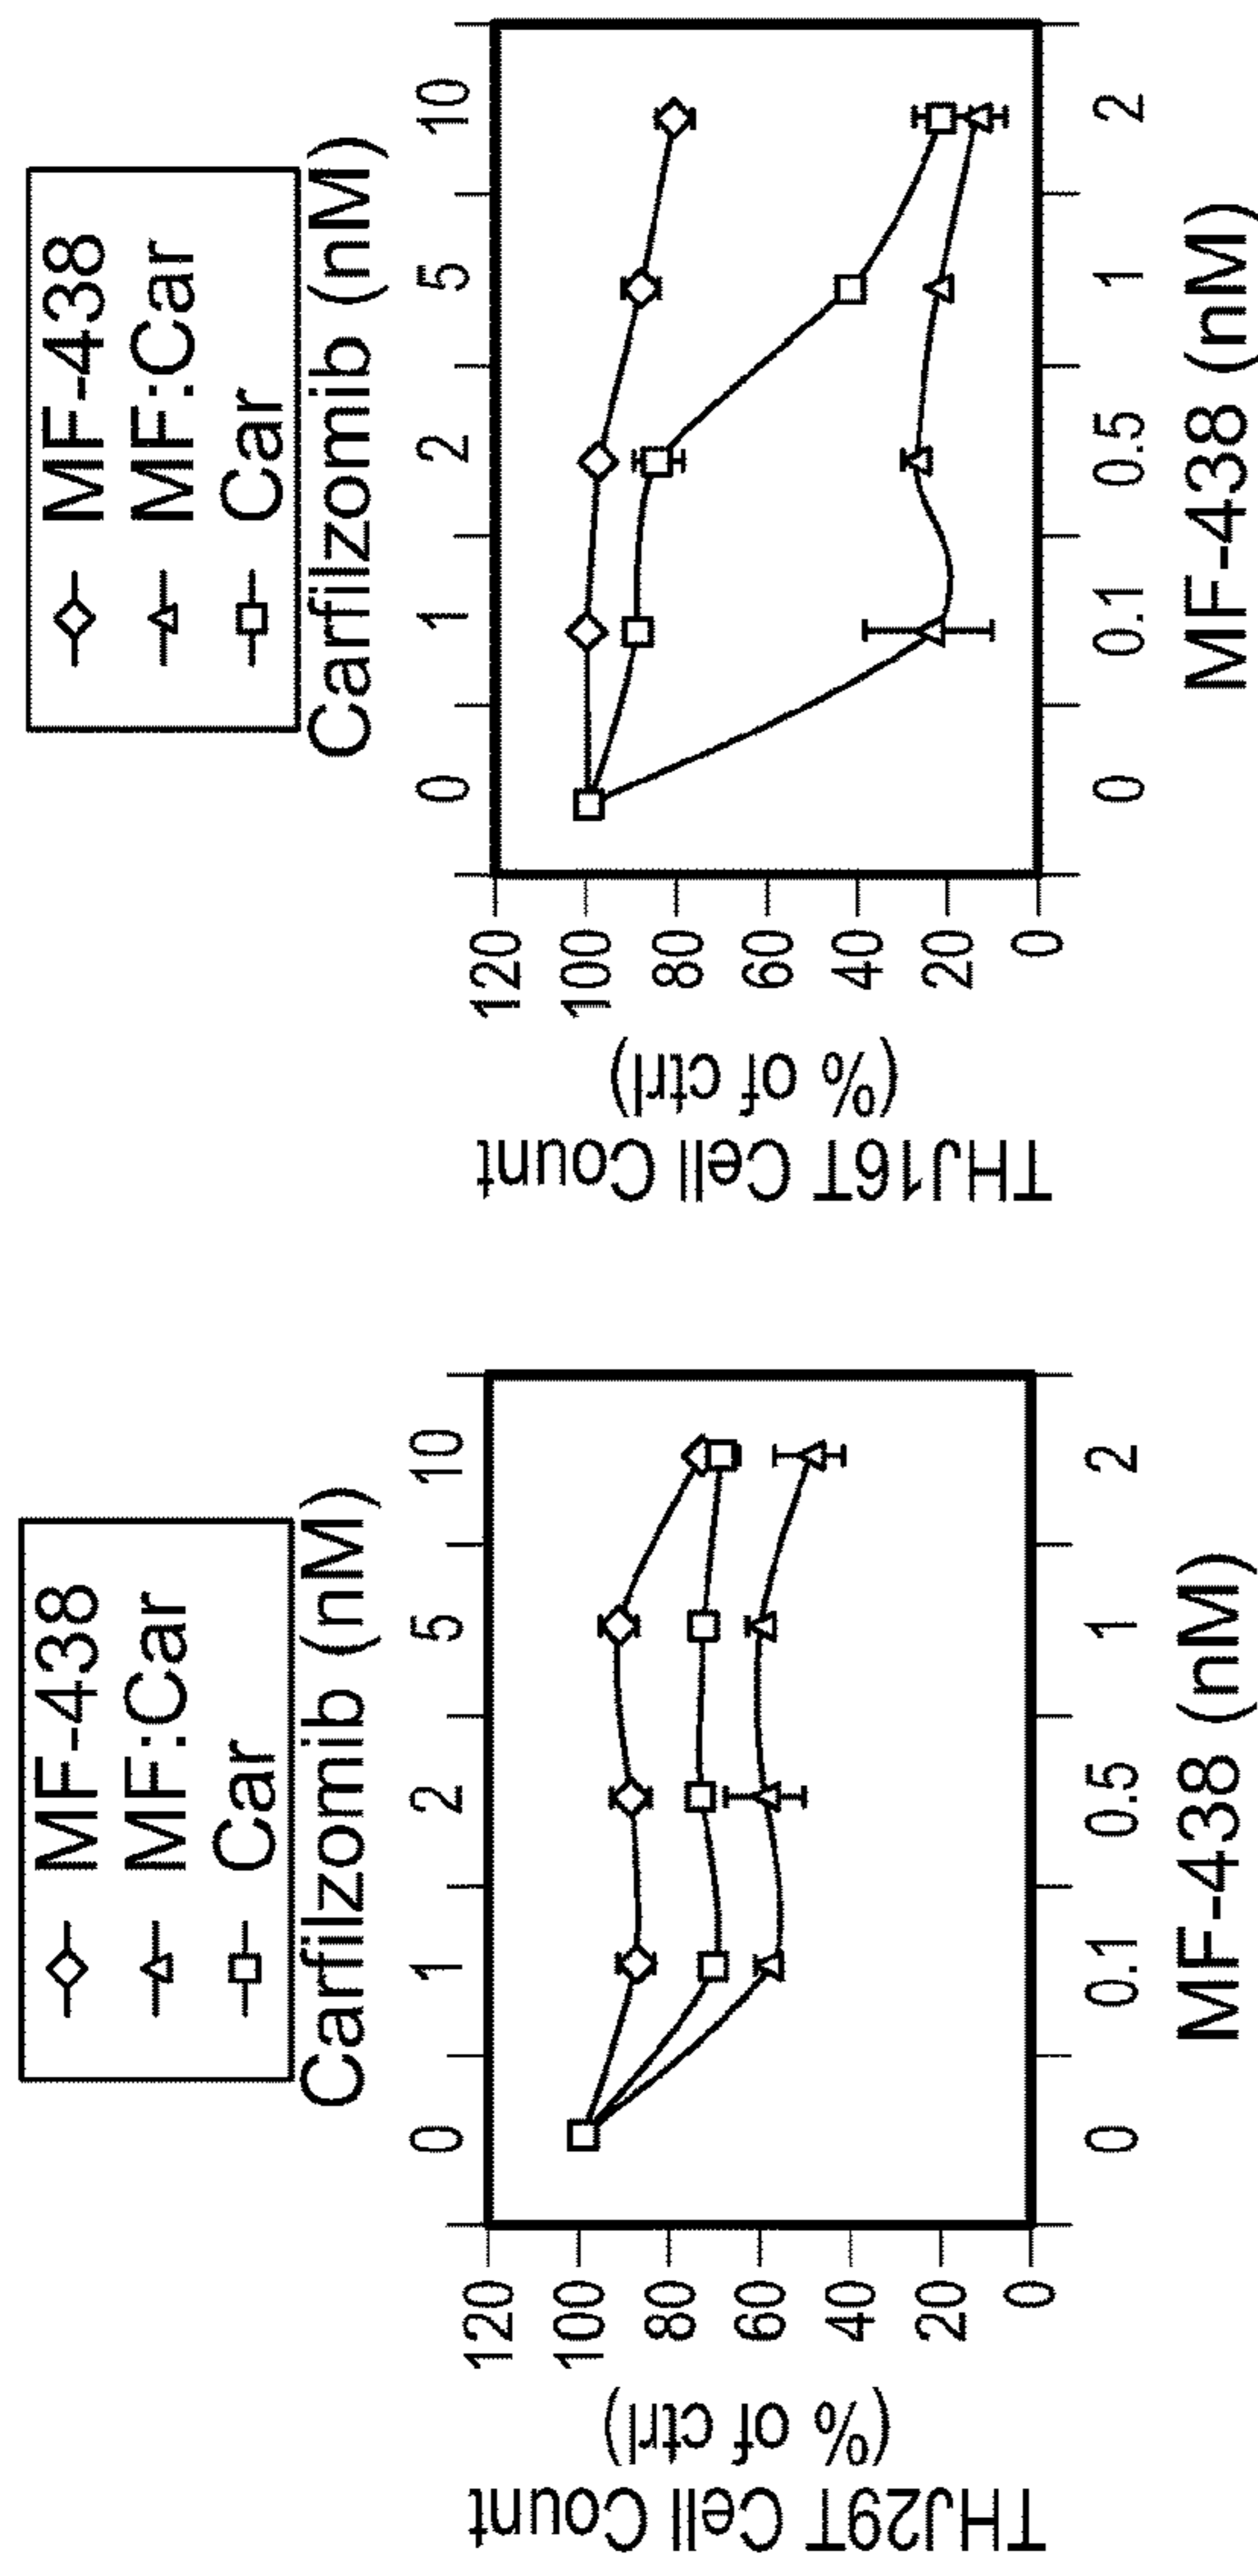 MF-438
MF:Car
Car
Carfilzomib (nM)
0 1 2 5 10
THJ29T Cell Count
(% of ctrl)
120
100
80
60
40
20
0
0 0.1 0.5 1 2
MF-438 (nM)
MF-438
MF:Car
Car
Carfilzomib (nM)
0 1 2 5 10
THJ16T Cell Count
(% of ctrl)
120
100
80
60
40
20
0
0 0.1 0.5 1 2
MF-438 (nM)